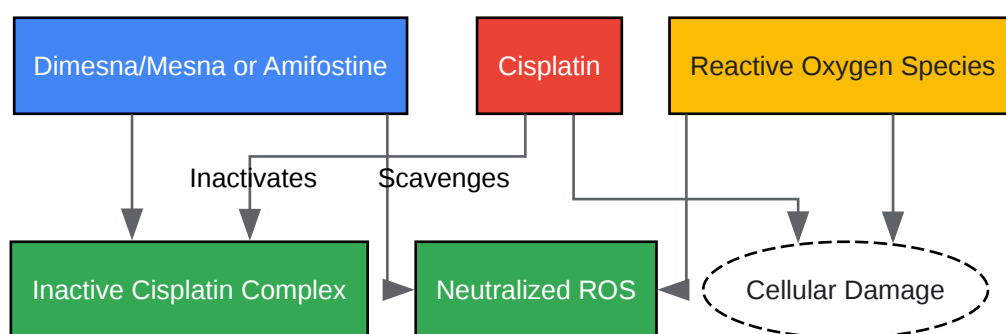 Dimesna/Mesna or Amifostine
Cisplatin
Reactive Oxygen Species
Inactivates
Scavenges
Inactive Cisplatin Complex
Neutralized ROS
Cellular Damage